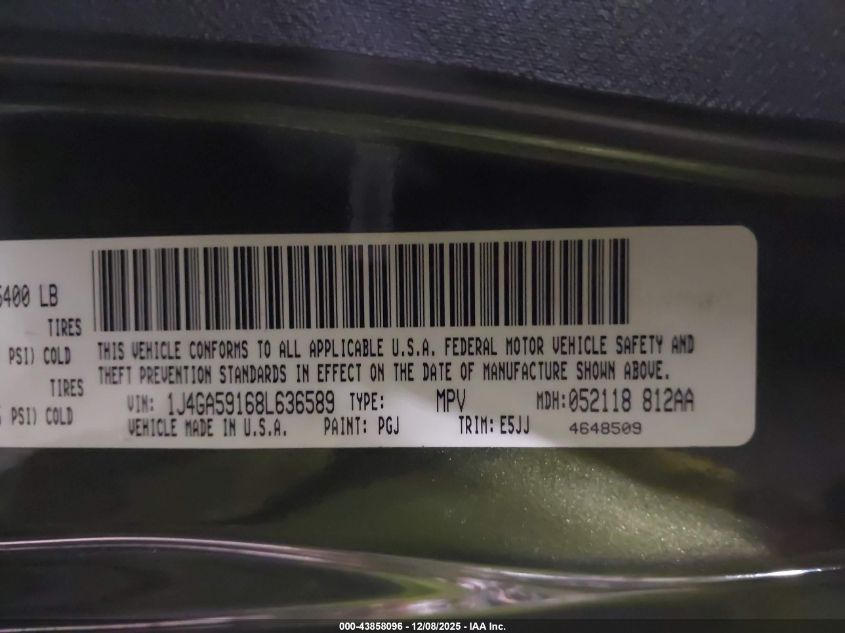 5400 LB
TIRES
PSI) COLD
TIRES
PSI) COLD
THIS VEHICLE CONFORMS TO ALL APPLICABLE U.S.A. FEDERAL MOTOR VEHICLE SAFETY AND
THEFT PREVENTION STANDARDS IN EFFECT ON THE DATE OF MANUFACTURE SHOWN ABOVE.
VIN: 1J4GA59168L636589 TYPE: MPV MDH:052118 812AA
VEHICLE MADE IN U.S.A. PAINT: PGJ TRIM: E5JJ 4648509
000-43858096 - 12/08/2025 - IAA Inc.